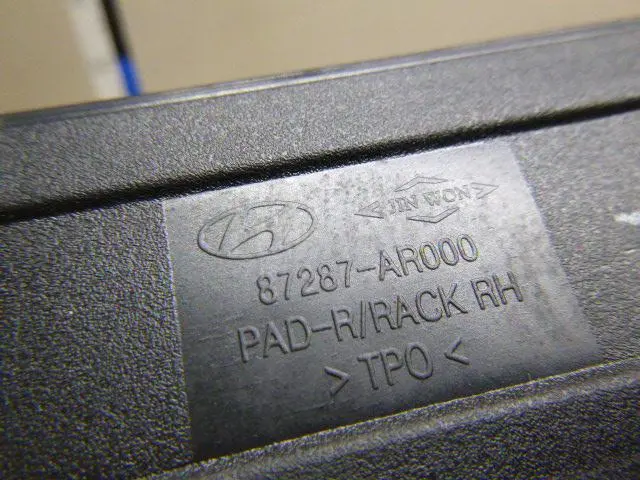 JIN WON
87287-AR000
PAD-R/RACK RH
> TPO <